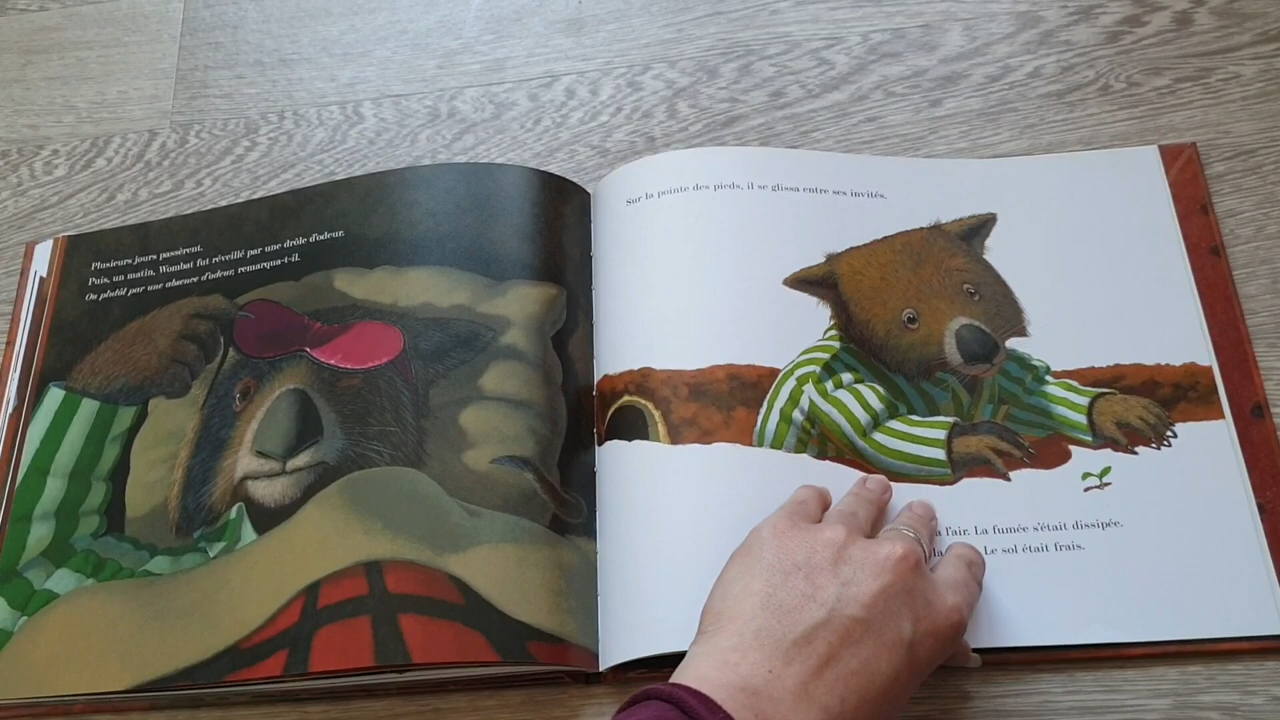 Plusieurs jours passèrent.
Puis, un matin, Wombat fut réveillé par une drôle d'odeur.
Ou plutôt par une absence d'odeur, remarqua-t-il.
Sur la pointe des pieds, il se glissa entre ses invités.
l'air. La fumée s'était dissipée.
Le sol était frais.